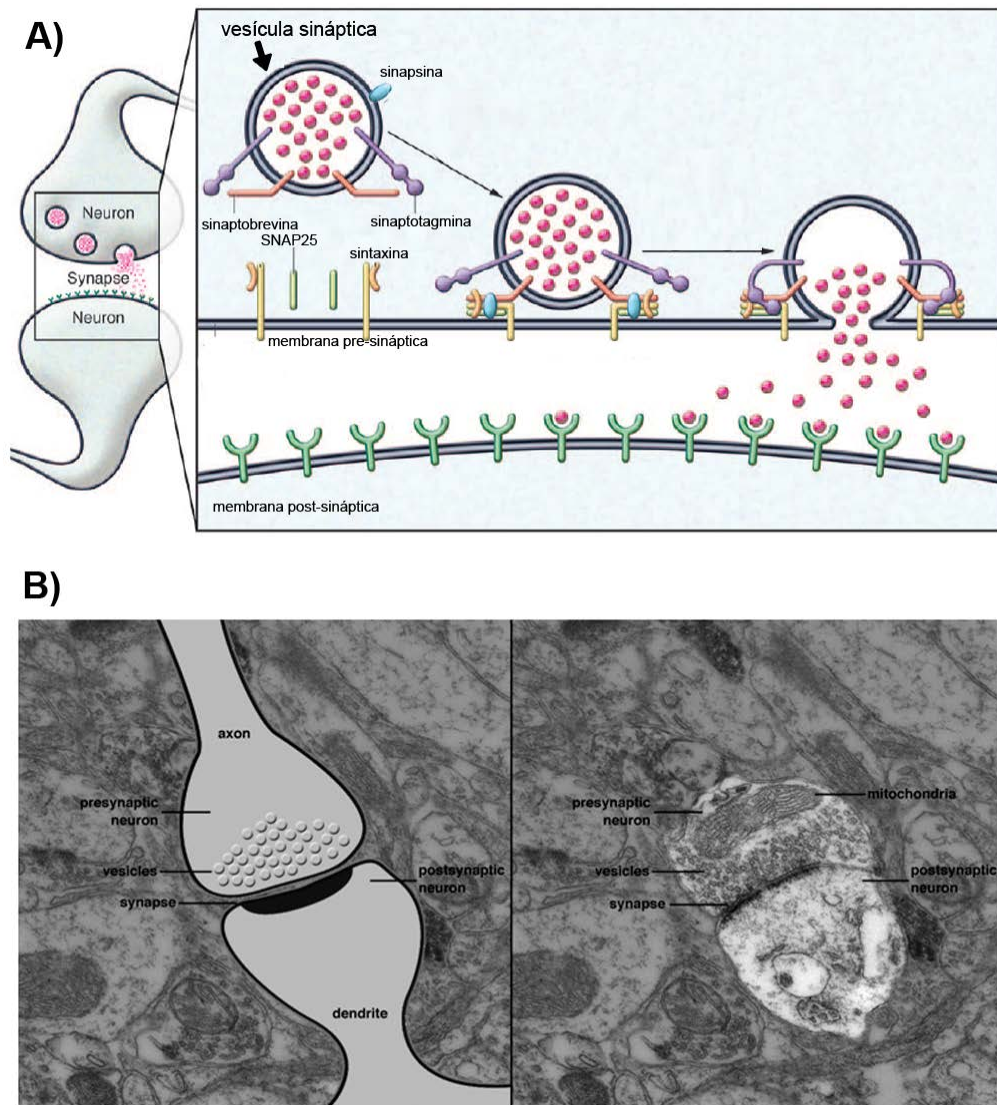 A)
vesícula sináptica
sinapsina
Neuron
Synapse
Neuron
sinaptobrevina
SNAP25
sinaptotagmina
sintaxina
membrana pre-sináptica
membrana post-sináptica
B)
axon
presynaptic
neuron
vesicles
synapse
postsynaptic
neuron
dendrite
mitochondria
presynaptic
neuron
vesicles
synapse
postsynaptic
neuron